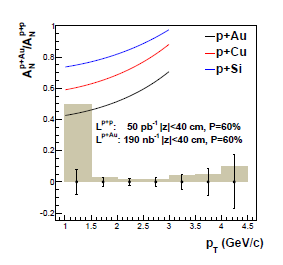 A_N^{p+Au}/A_N^{p+p}
1
0.8
0.6
0.4
0.2
0
-0.2
p+Au
p+Cu
p+Si
L^{p+p}: 50 pb^{-1} |z|<40 cm, P=60%
L^{p+Au}: 190 nb^{-1} |z|<40 cm, P=60%
1 1.5 2 2.5 3 3.5 4 4.5
p_T (GeV/c)